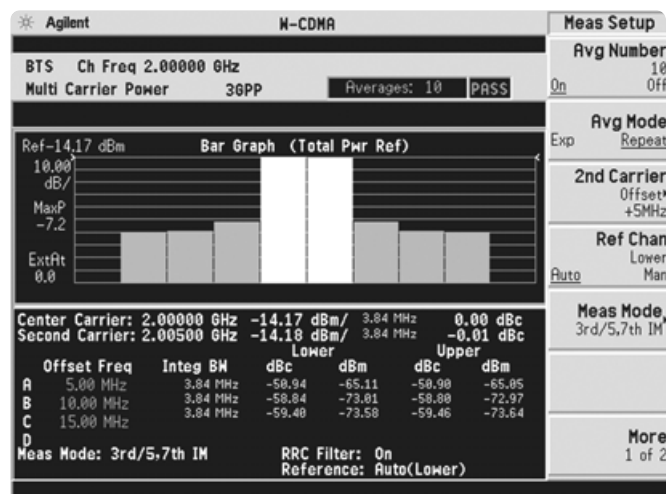 Agilent
W-CDMA
Meas Setup
BTS Ch Freq 2.00000 GHz
Multi Carrier Power 3GPP
Averages: 10 PASS
Ref-14.17 dBm Bar Graph (Total Pwr Ref)
10.00
dB/
MaxP
-7.2
ExtAt
0.0
Center Carrier: 2.00000 GHz -14.17 dBm/ 3.84 MHz 0.00 dBc
Second Carrier: 2.00500 GHz -14.18 dBm/ 3.84 MHz -0.01 dBc
Lower Upper
Offset Freq Integ BW dBc dBm dBc dBm
A 5.00 MHz 3.84 MHz -50.94 -65.11 -50.90 -65.05
B 10.00 MHz 3.84 MHz -58.84 -73.01 -58.80 -72.97
C 15.00 MHz 3.84 MHz -59.40 -73.58 -59.46 -73.64
D
Meas Mode: 3rd/5,7th IM RRC Filter: On
Reference: Auto(Lower)
Avg Number
10
On Off
Avg Mode
Exp Repeat
2nd Carrier
Offset
+5MHz
Ref Chan
Lower
Auto Man
Meas Mode
3rd/5,7th IM
More
1 of 2